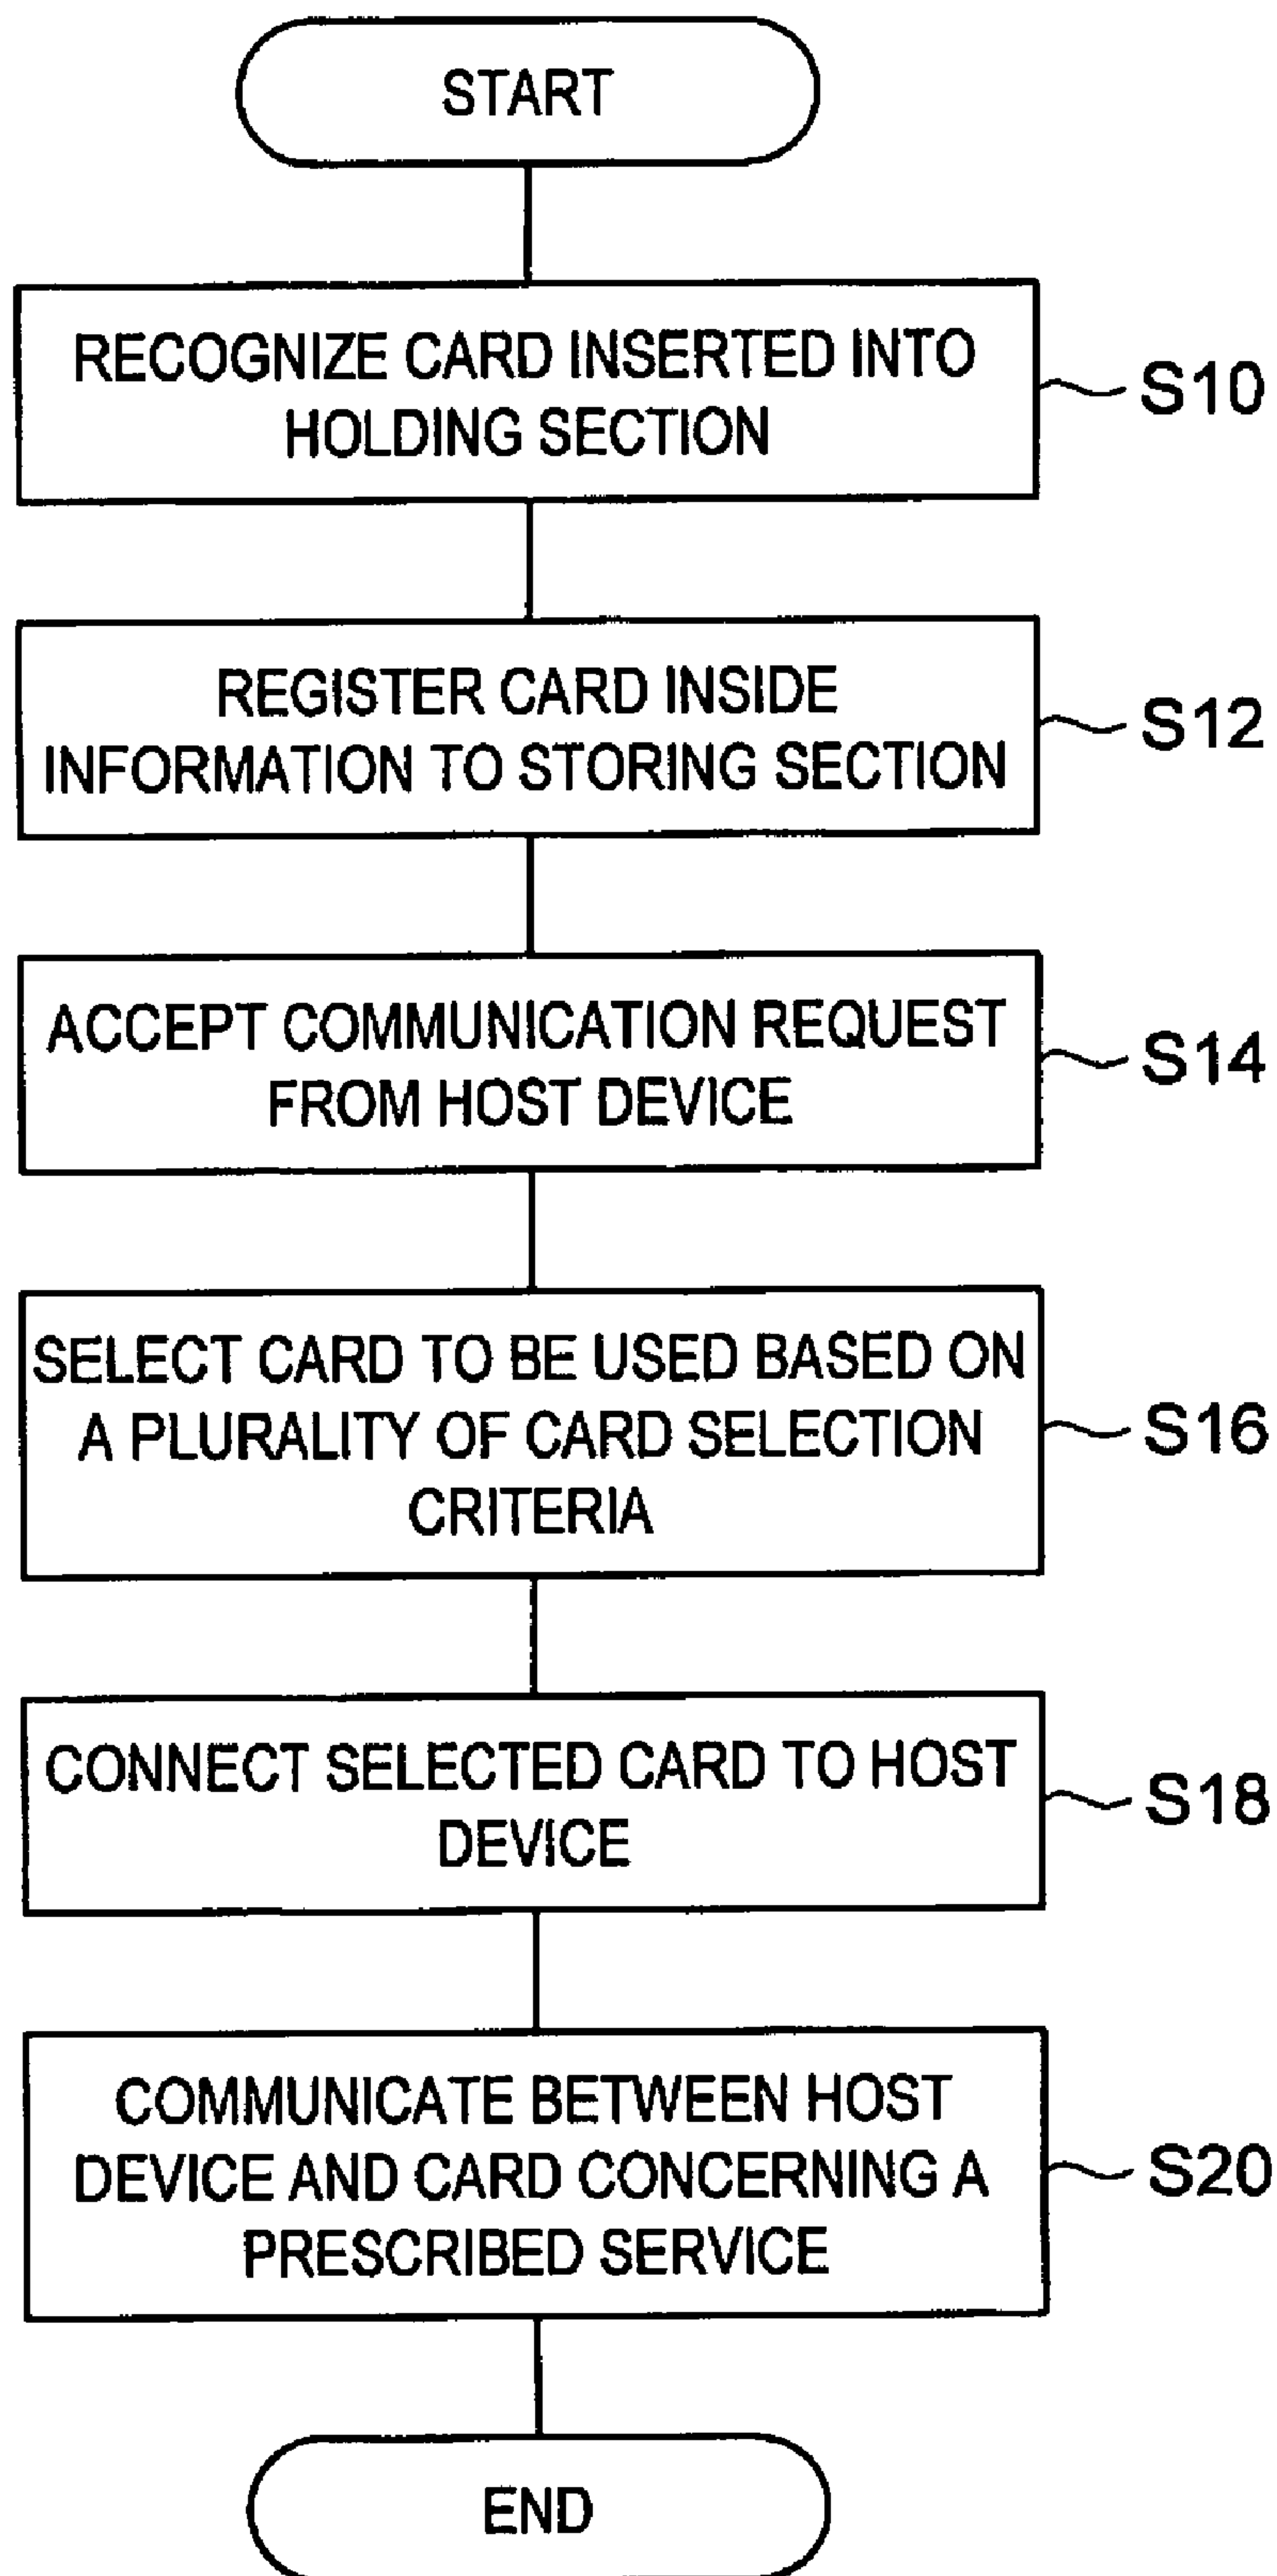 START
RECOGNIZE CARD INSERTED INTO
HOLDING SECTION
S10
REGISTER CARD INSIDE
INFORMATION TO STORING SECTION
S12
ACCEPT COMMUNICATION REQUEST
FROM HOST DEVICE
S14
SELECT CARD TO BE USED BASED ON
A PLURALITY OF CARD SELECTION
CRITERIA
S16
CONNECT SELECTED CARD TO HOST
DEVICE
S18
COMMUNICATE BETWEEN HOST
DEVICE AND CARD CONCERNING A
PRESCRIBED SERVICE
S20
END